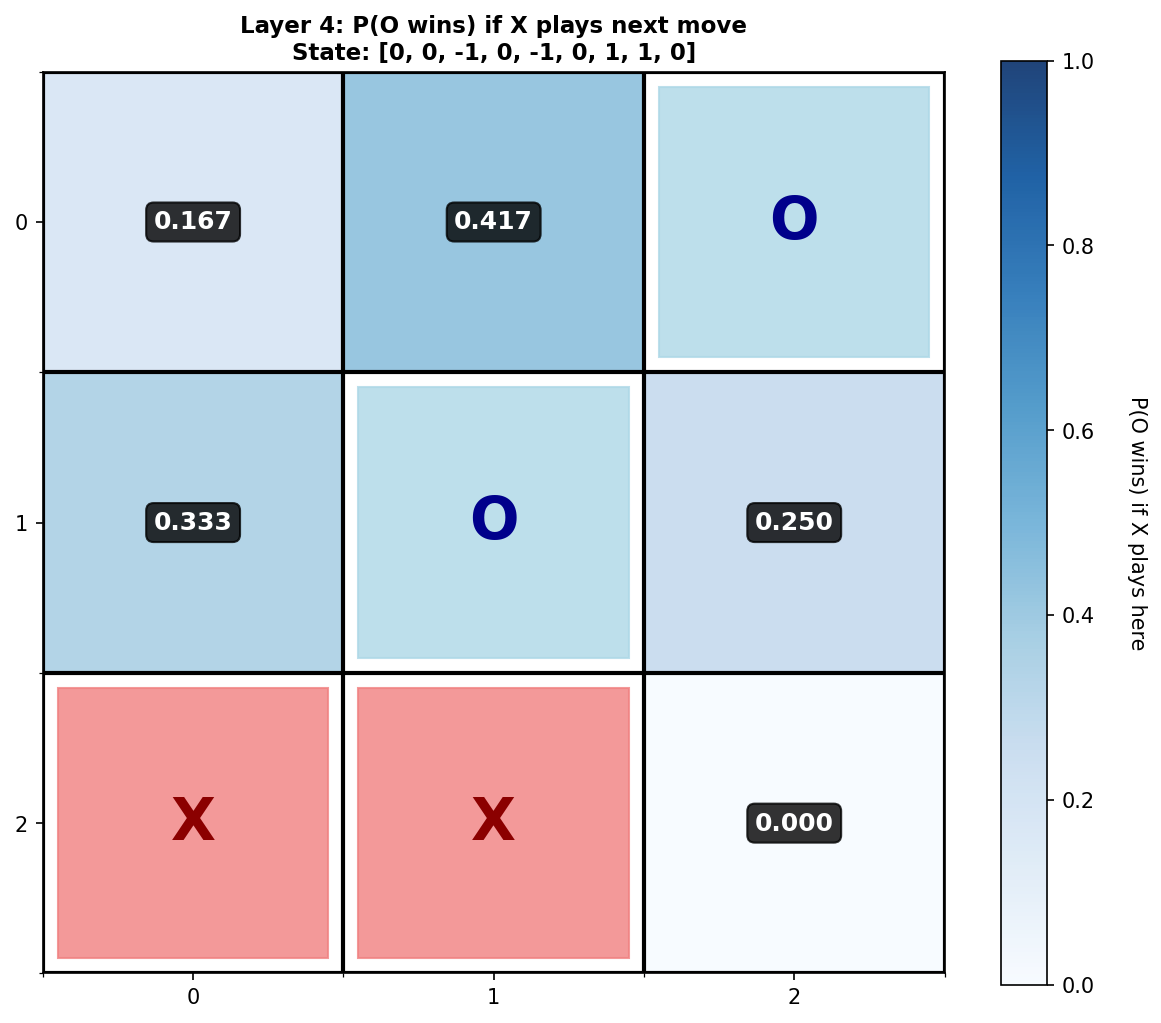 Layer 4: P(O wins) if X plays next move
State: [0, 0, -1, 0, -1, 0, 1, 1, 0]
0
0.167
0.417
O
1
0.333
O
0.250
2
X
X
0.000
0
1
2
1.0
0.8
0.6
0.4
0.2
0.0
P(O wins) if X plays here